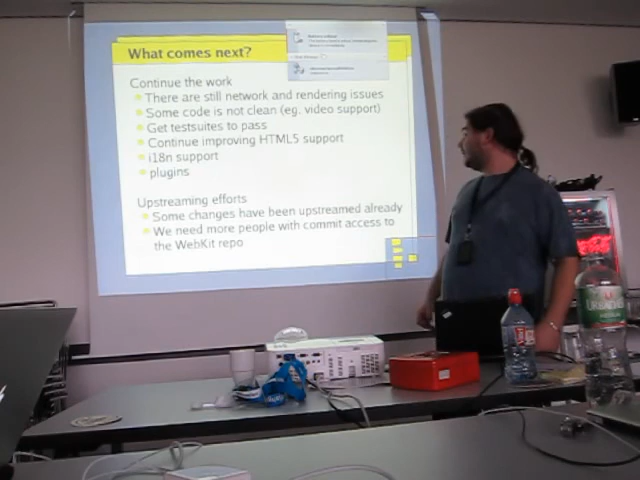 What comes next?
Continue the work
There are still network and rendering issues
Some code is not clean (eg. video support)
Get testsuites to pass
Continue improving HTML5 support
i18n support
plugins
Upstreaming efforts
Some changes have been upstreamed already
We need more people with commit access to
the WebKit repo